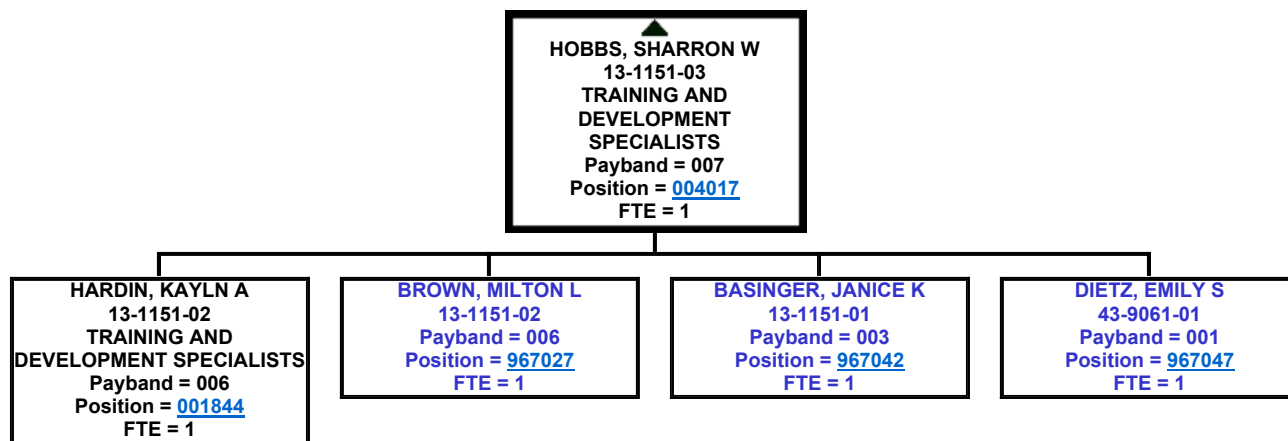 HOBBS, SHARRON W
13-1151-03
TRAINING AND
DEVELOPMENT
SPECIALISTS
Payband = 007
Position = 004017
FTE = 1
HARDIN, KAYLN A
13-1151-02
TRAINING AND
DEVELOPMENT SPECIALISTS
Payband = 006
Position = 001844
FTE = 1
BROWN, MILTON L
13-1151-02
Payband = 006
Position = 967027
FTE = 1
BASINGER, JANICE K
13-1151-01
Payband = 003
Position = 967042
FTE = 1
DIETZ, EMILY S
43-9061-01
Payband = 001
Position = 967047
FTE = 1